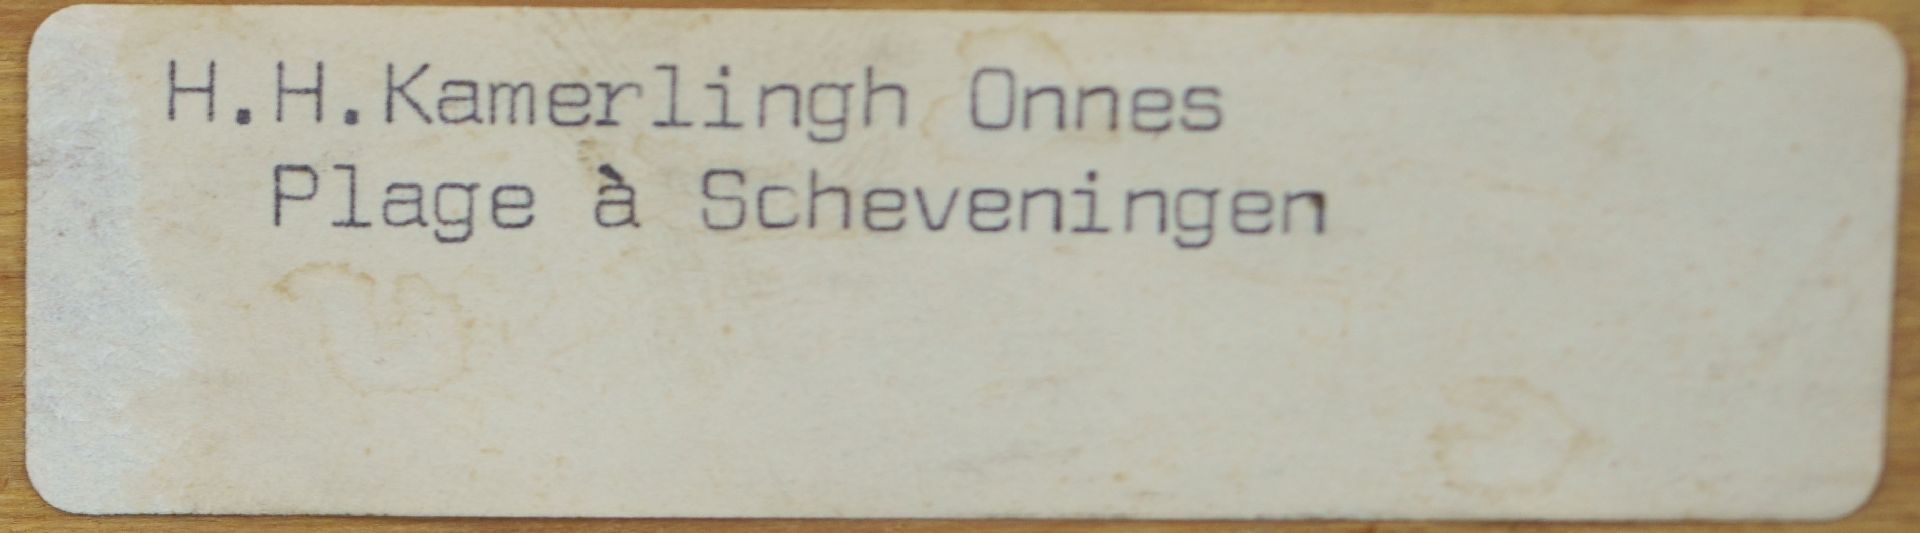 H.H.Kamerlingh Onnes
Plage à Scheveningen